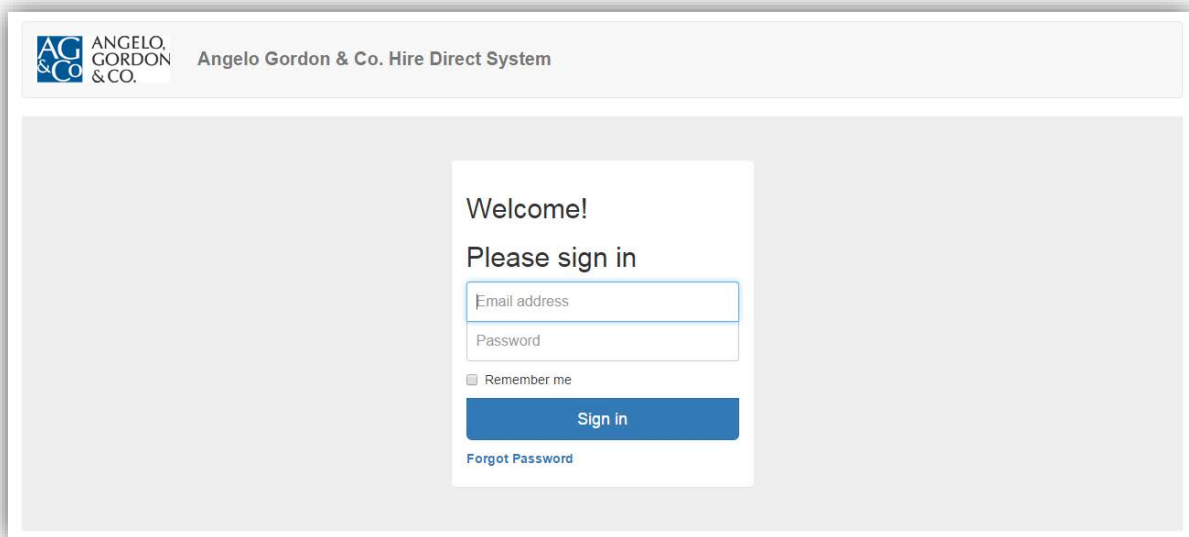 AG
&Co
ANGELO,
GORDON
& CO.
Angelo Gordon & Co. Hire Direct System
Welcome!
Please sign in
Email address
Password
Remember me
Sign in
Forgot Password